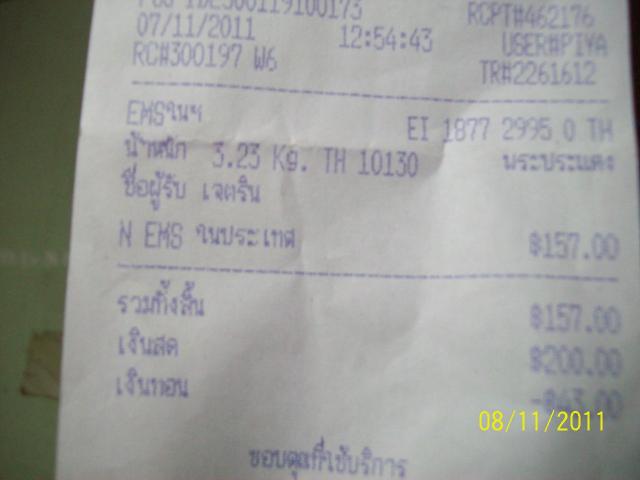 POS ID2300119100173 RCPT#462176
07/11/2011 12:54:43 USER#PIYA
RC#300197 W6 TR#2261612
EMSในฯ EI 1877 2995 0 TH
น้ำหนัก 3.23 Kg. TH 10130 พระประแดง
ชื่อผู้รับ เจตริน
N EMS ในประเทศ ฿157.00
รวมทั้งสิ้น ฿157.00
เงินสด ฿200.00
เงินทอน -฿43.00
ขอบคุณที่ใช้บริการ
08/11/2011